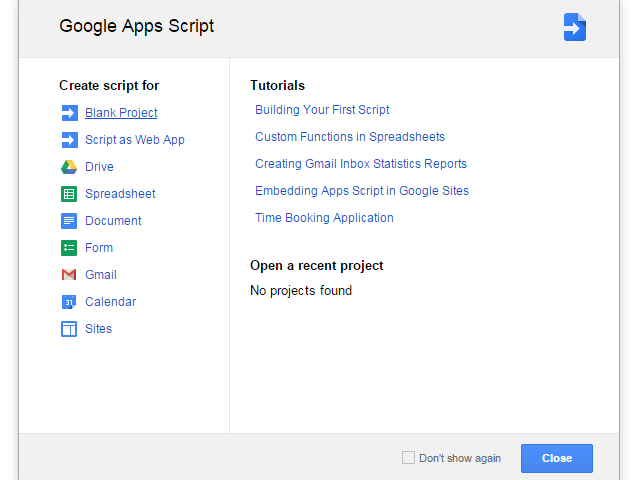 Google Apps Script
Create script for
Blank Project
Script as Web App
Drive
Spreadsheet
Document
Form
Gmail
31
Calendar
Sites
Tutorials
Building Your First Script
Custom Functions in Spreadsheets
Creating Gmail Inbox Statistics Reports
Embedding Apps Script in Google Sites
Time Booking Application
Open a recent project
No projects found
Don't show again
Close